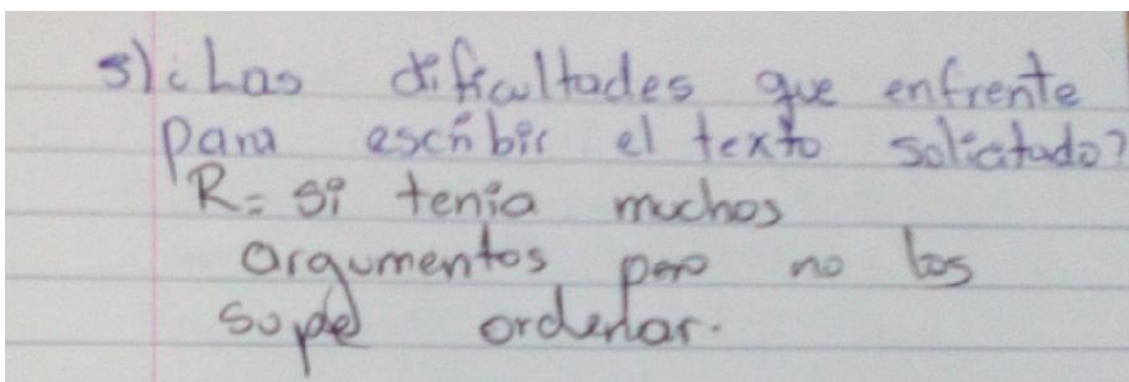 5) ¿Las dificultades que enfrente
para escribir el texto solicitado?
R= si tenia muchos
argumentos pero no los
supe ordenar.